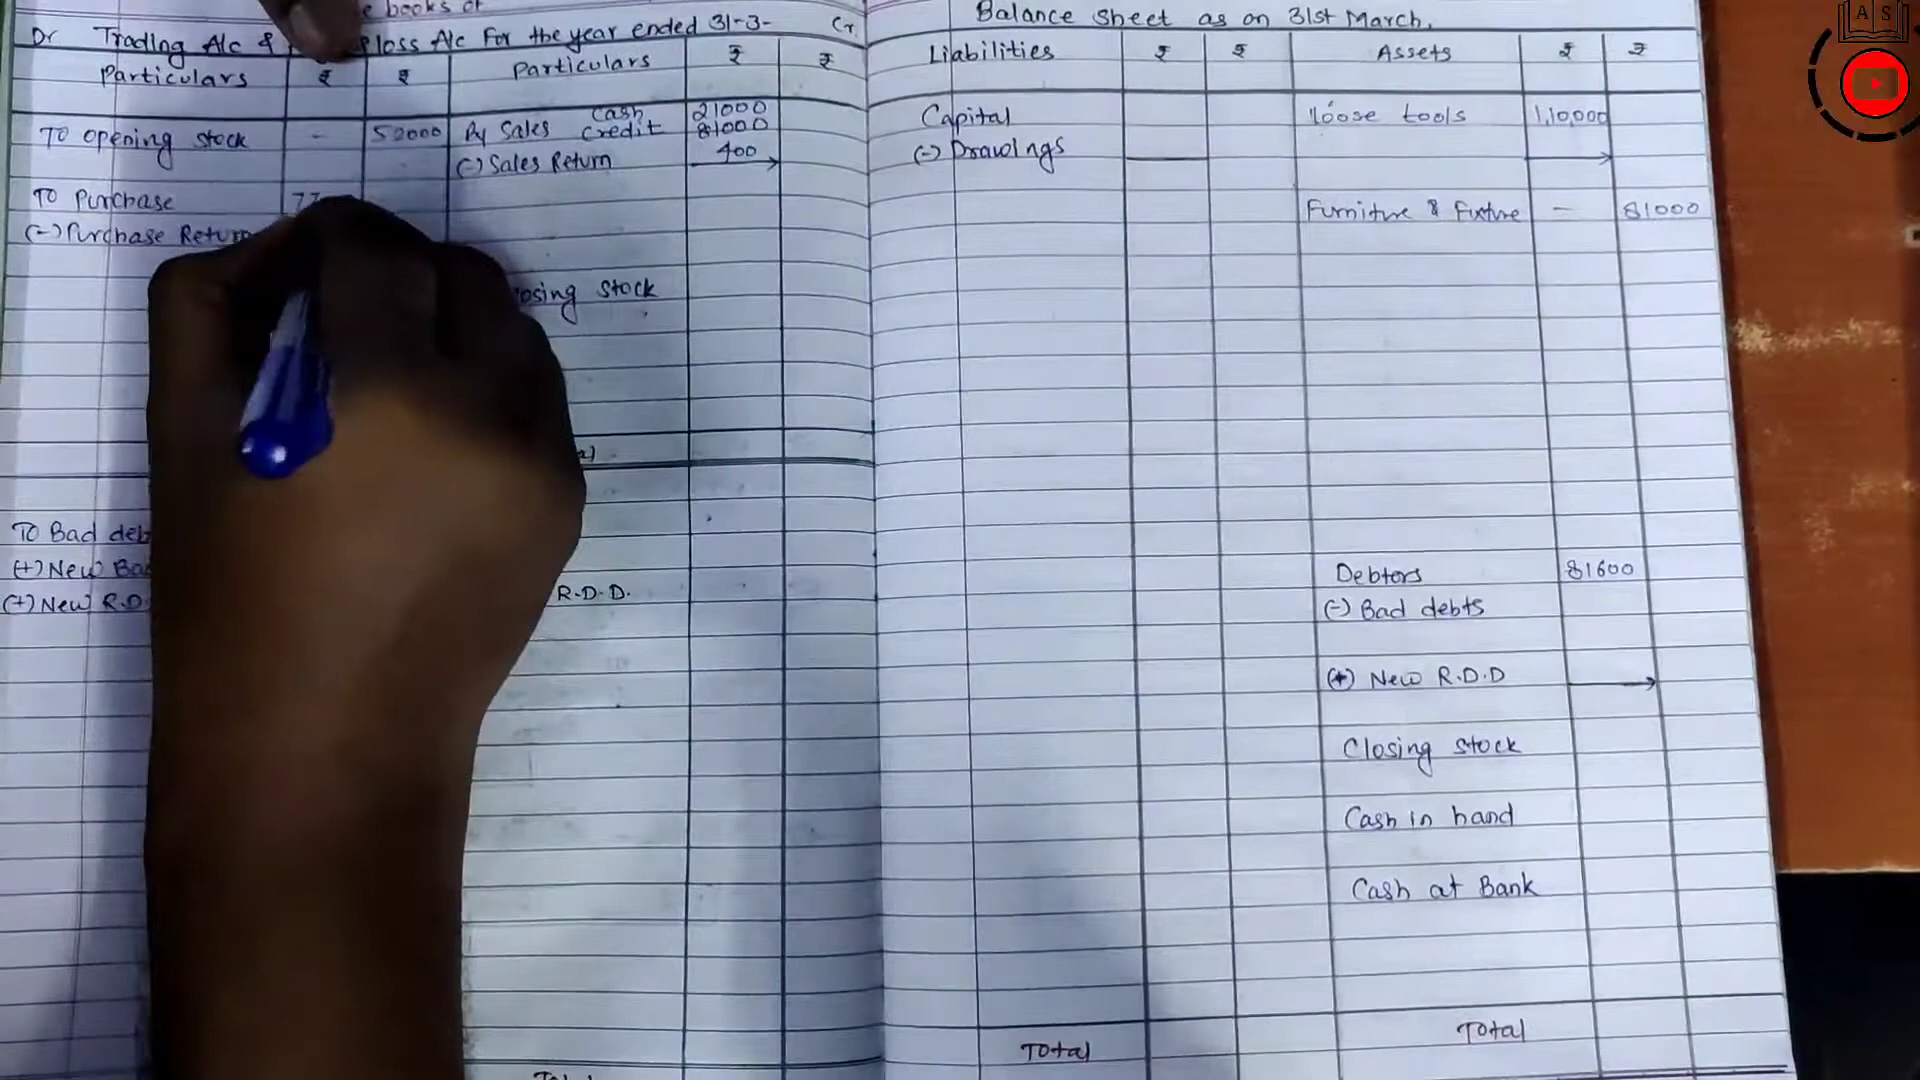 e books of
Dr Trading A/c & loss A/c For the year ended 31-3- Cr.
Particulars ₹ ₹ Particulars ₹ ₹
To opening stock - 52000 By Sales Cash 21000
Credit 81000
(-) Sales Return 400
To Purchase
(-) Purchase Return
osing stock
To Bad deb
(+) New Ba
(+) New R.D
R.D.D.
Balance Sheet as on 31st March,
Liabilities ₹ ₹ Assets ₹ ₹
Capital loose tools 1,10,000
(-) Drawings
Furniture & Fixture - 81000
Debtors 81600
(-) Bad debts
(+) New R.D.D
Closing stock
Cash in hand
Cash at Bank
Total Total
A S